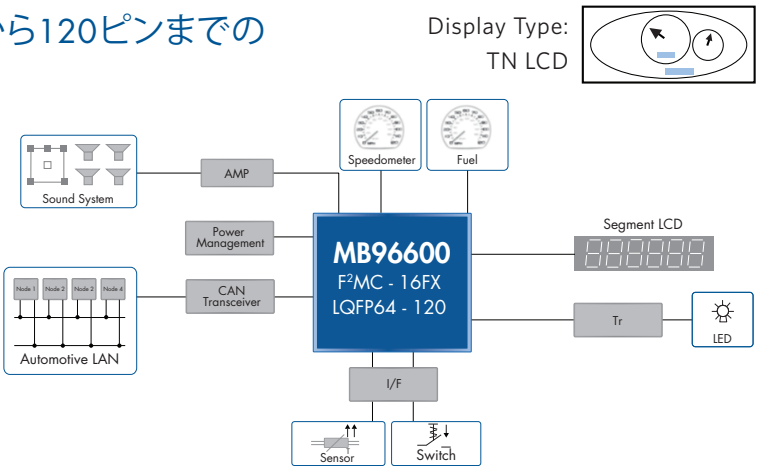 から120ピンまでの
Display Type:
TN LCD
Speedometer
Fuel
Sound System
AMP
Power
Management
CAN
Transceiver
Node 1
Node 2
Node 2
Node 4
Automotive LAN
MB96600
F²MC - 16FX
LQFP64 - 120
Segment LCD
Tr
LED
I/F
Sensor
Switch